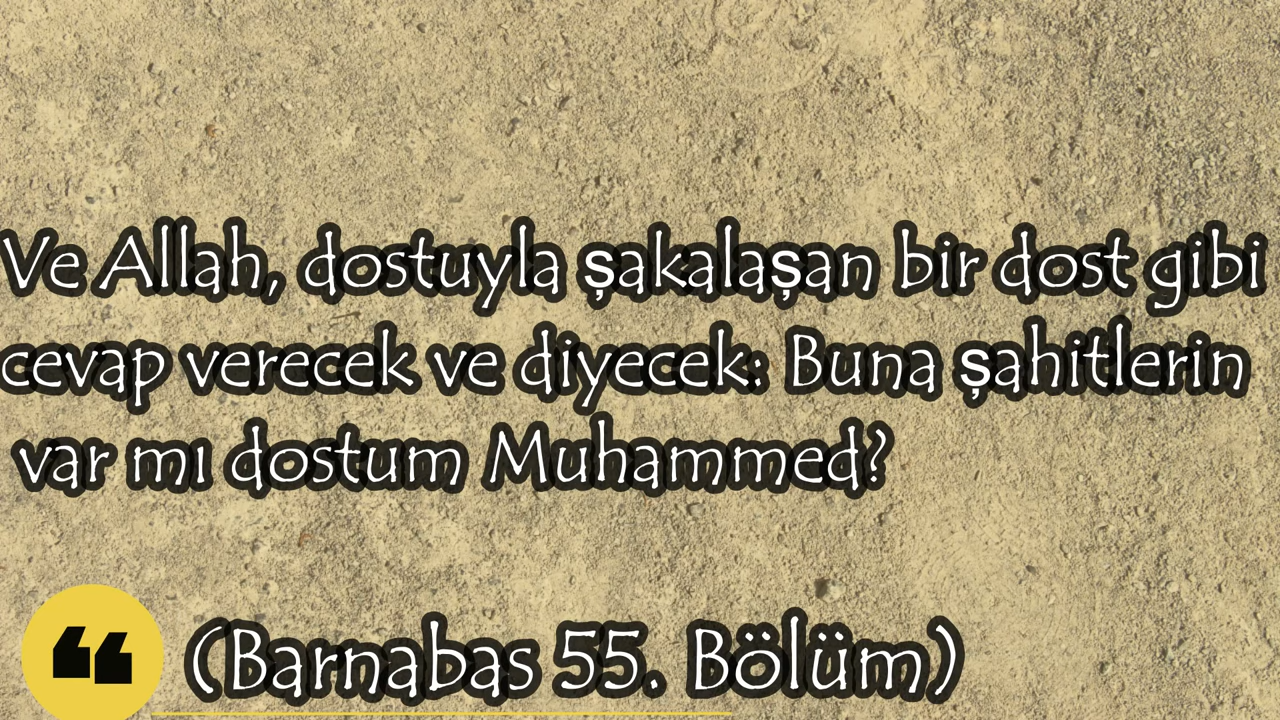 Ve Allah, dostuyla şakalaşan bir dost gibi
cevap verecek ve diyecek: Buna şahitlerin
var mı dostum Muhammed?
(Barnabas 55. Bölüm)